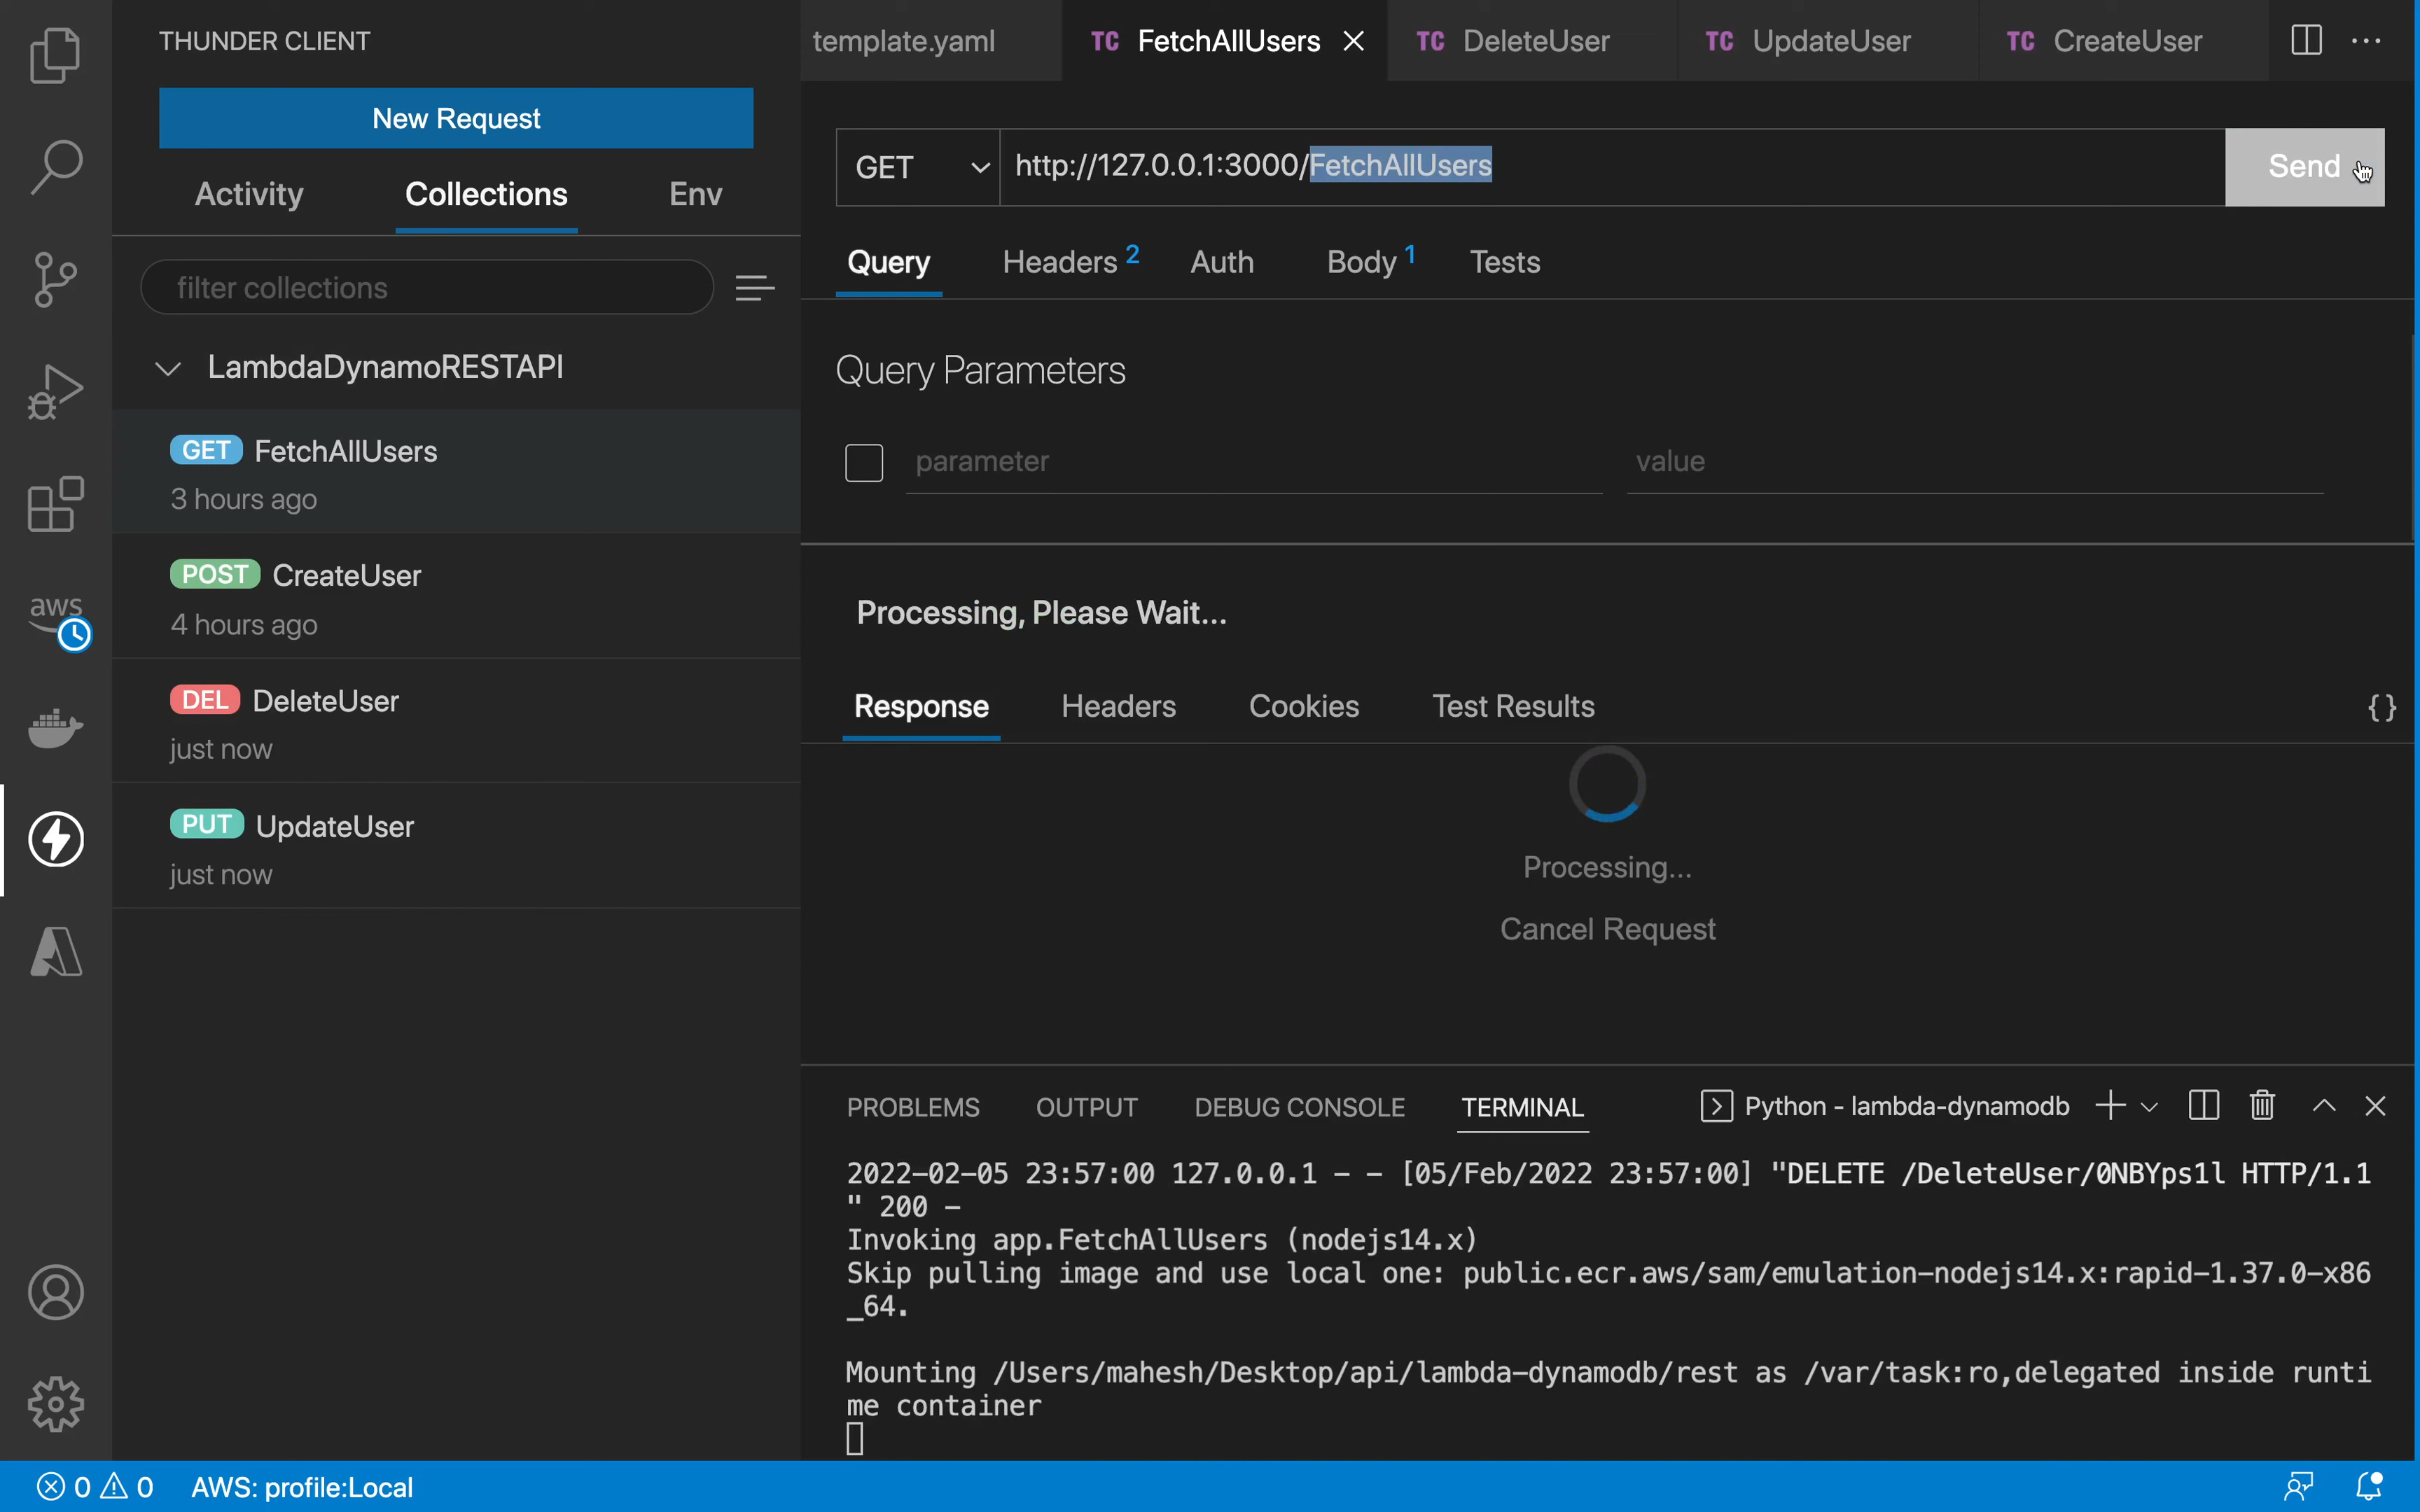 THUNDER CLIENT
New Request
Activity Collections Env
filter collections
LambdaDynamoRESTAPI
GET FetchAllUsers
3 hours ago
POST CreateUser
4 hours ago
DEL DeleteUser
just now
PUT UpdateUser
just now
aws
template.yaml TC FetchAllUsers TC DeleteUser TC UpdateUser TC CreateUser ...
GET http://127.0.0.1:3000/FetchAllUsers Send
Query Headers 2 Auth Body 1 Tests
Query Parameters
parameter value
Processing, Please Wait...
Response Headers Cookies Test Results {}
Processing...
Cancel Request
PROBLEMS OUTPUT DEBUG CONSOLE TERMINAL Python - lambda-dynamodb
2022-02-05 23:57:00 127.0.0.1 - - [05/Feb/2022 23:57:00] "DELETE /DeleteUser/0NBYps1l HTTP/1.1
" 200 -
Invoking app.FetchAllUsers (nodejs14.x)
Skip pulling image and use local one: public.ecr.aws/sam/emulation-nodejs14.x:rapid-1.37.0-x86
_64.
Mounting /Users/mahesh/Desktop/api/lambda-dynamodb/rest as /var/task:ro,delegated inside runti
me container
0 0 AWS: profile:Local